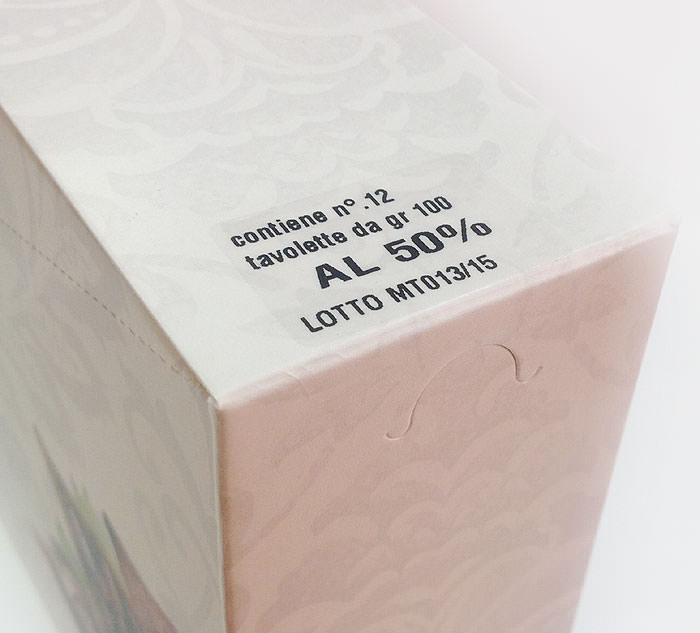 contiene n° .12
tavolette da gr 100
AL 50%
LOTTO MT013/15